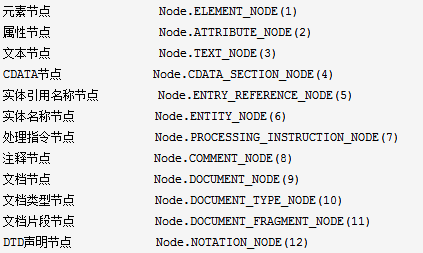 元素节点 Node.ELEMENT_NODE(1)
属性节点 Node.ATTRIBUTE_NODE(2)
文本节点 Node.TEXT_NODE(3)
CDATA节点 Node.CDATA_SECTION_NODE(4)
实体引用名称节点 Node.ENTRY_REFERENCE_NODE(5)
实体名称节点 Node.ENTITY_NODE(6)
处理指令节点 Node.PROCESSING_INSTRUCTION_NODE(7)
注释节点 Node.COMMENT_NODE(8)
文档节点 Node.DOCUMENT_NODE(9)
文档类型节点 Node.DOCUMENT_TYPE_NODE(10)
文档片段节点 Node.DOCUMENT_FRAGMENT_NODE(11)
DTD声明节点 Node.NOTATION_NODE(12)